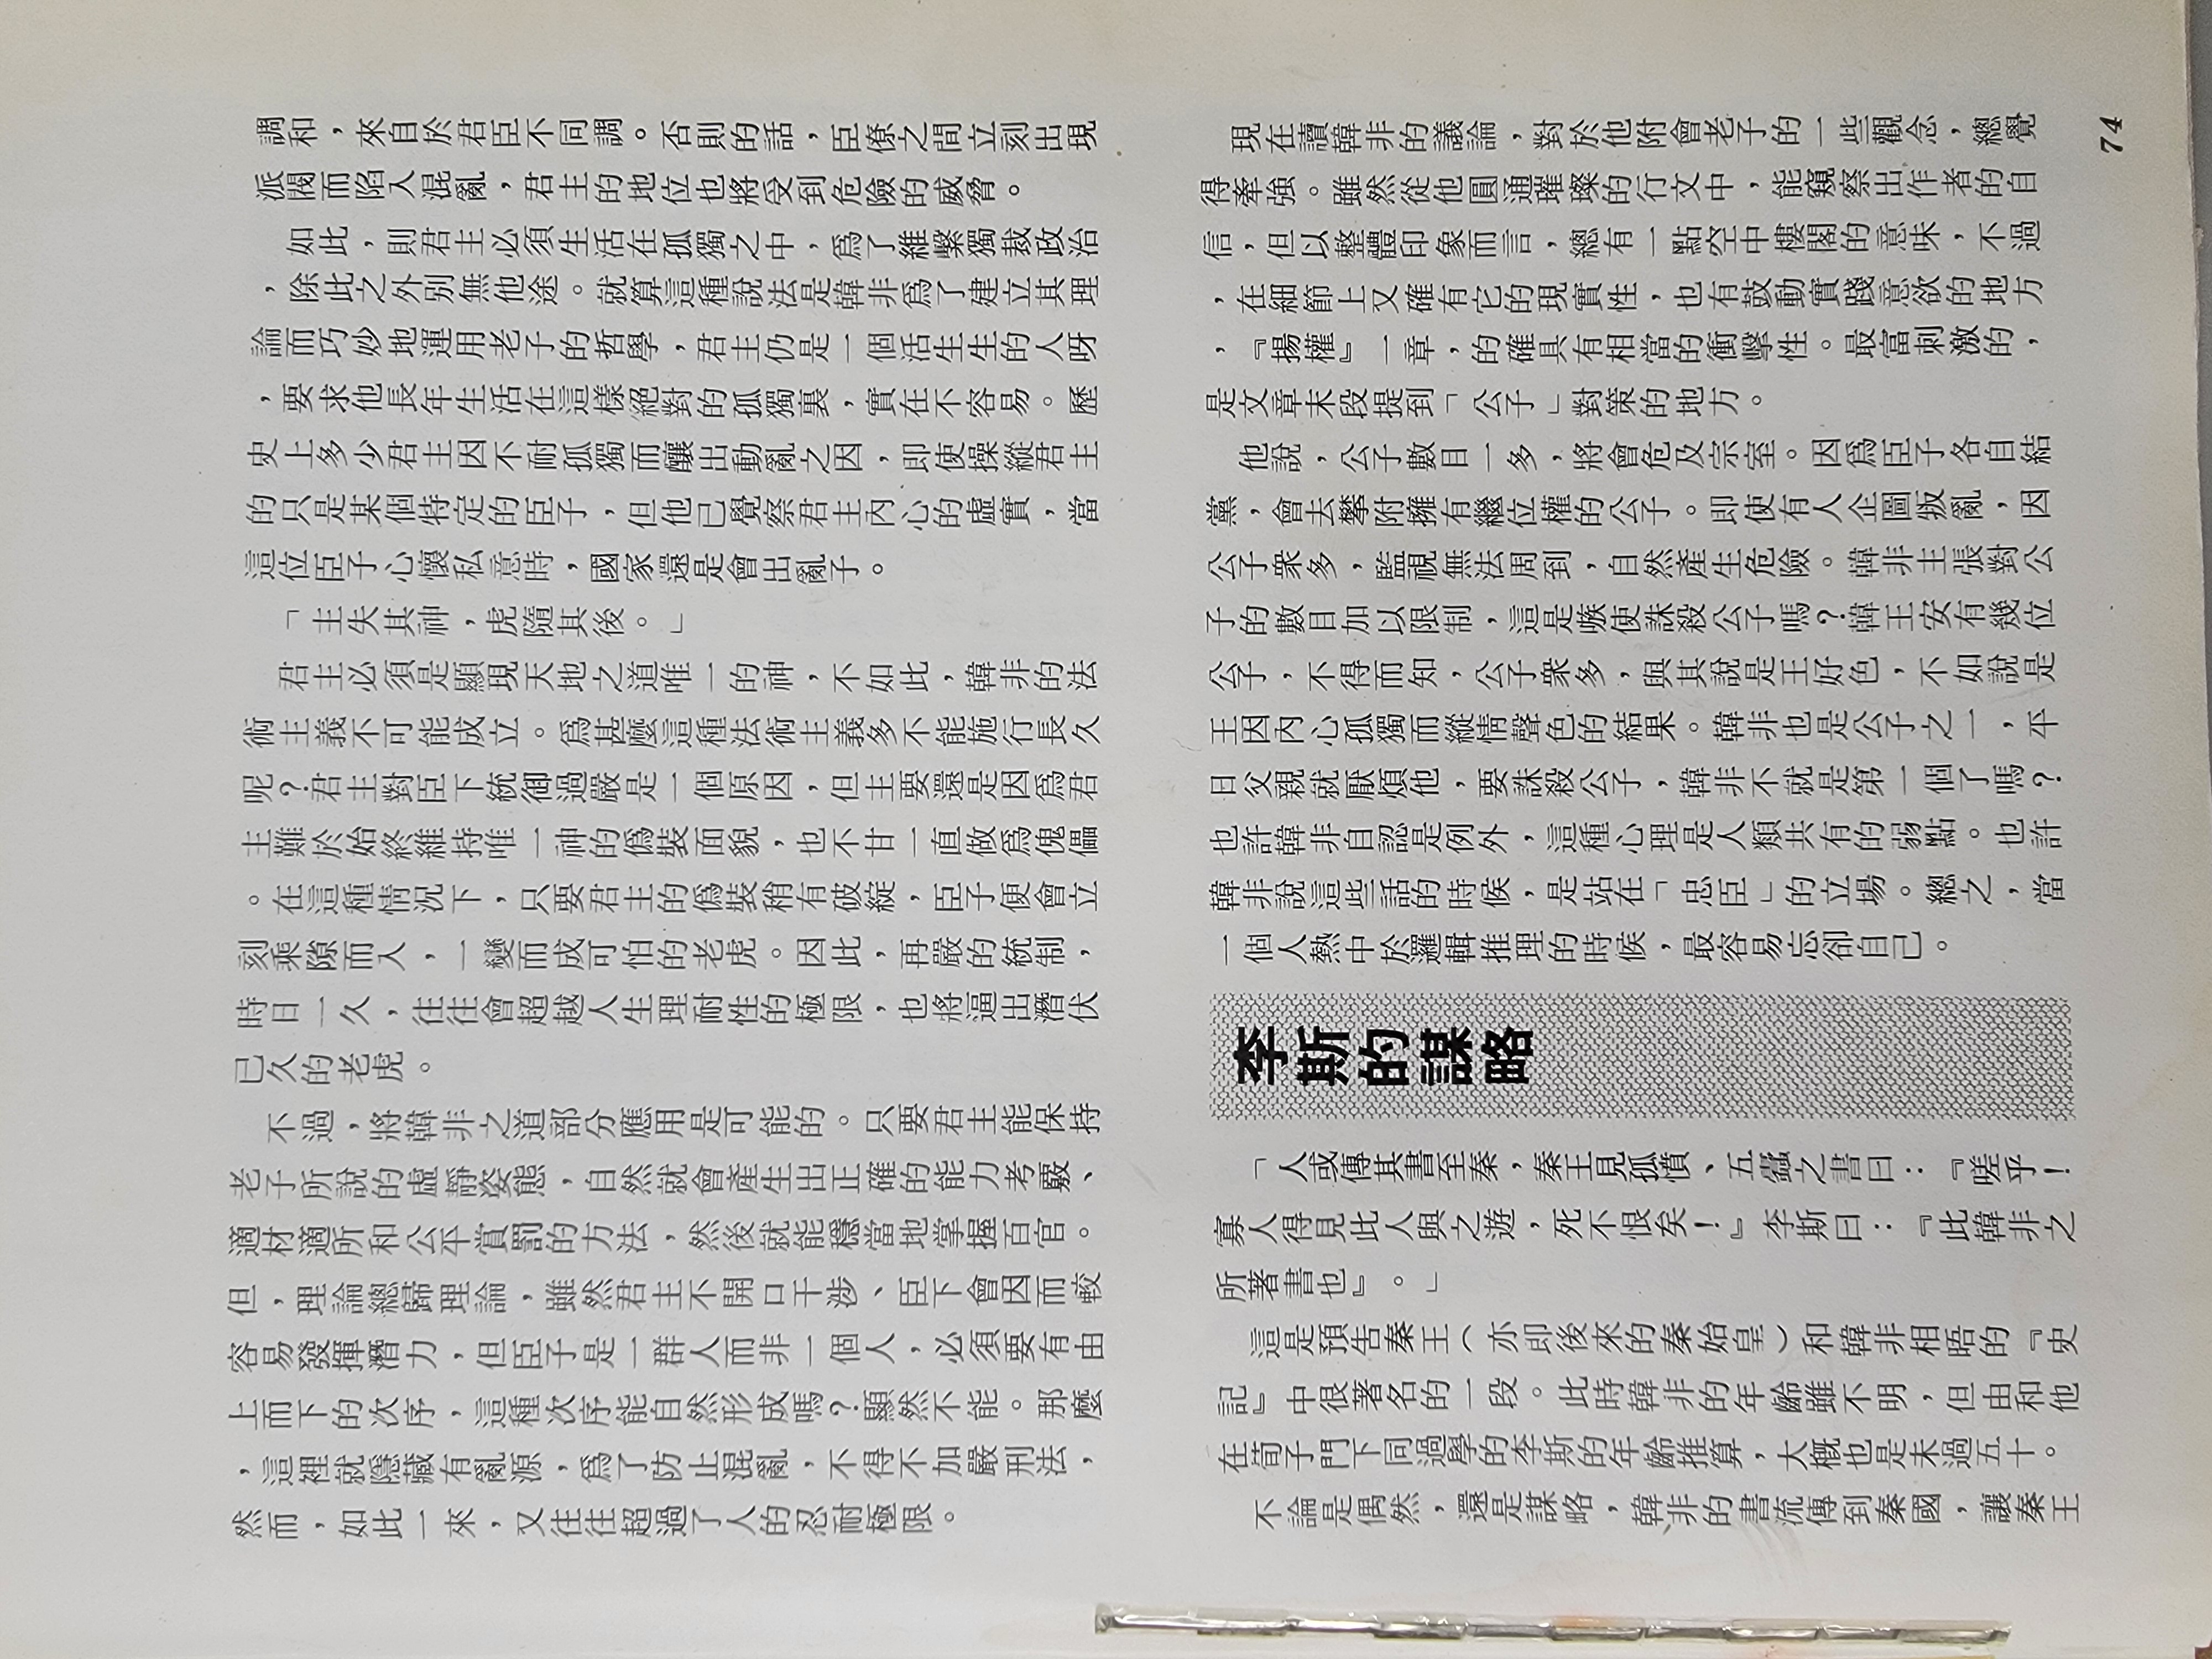 調和，來自於君臣不同調。否則的話，臣僚之間立刻出現
派閥而陷入混亂，君主的地位也將受到危險的威脅。
如此，則君主必須生活在孤獨之中，爲了維繫獨裁政治
，除此之外別無他途。就算這種說法是韓非爲了建立其理
論而巧妙地運用老子的哲學，君主仍是一個活生生的人呀
，要求他長年生活在這樣絕對的孤獨裏，實在不容易。歷
史上多少君主因不耐孤獨而釀出動亂之因，即使操縱君主
的只是某個特定的臣子，但他已覺察君主內心的虛實，當
這位臣子心懷私意時，國家還是會出亂子。
「主失其神，虎隨其後。」
君主必須是顯現天地之道唯一的神，不如此，韓非的法
術主義不可能成立。爲甚麼這種法術主義多不能施行長久
呢？君主對臣下統御過嚴是一個原因，但主要還是因爲君
主難於始終維持唯一神的僞裝面貌，也不甘一直做爲傀儡
。在這種情況下，只要君主的僞裝稍有破綻，臣子便會立
刻乘隙而入，一變而成可怕的老虎。因此，再嚴的統制，
時日一久，往往會超越人生理耐性的極限，也將逼出潛伏
已久的老虎。
不過，將韓非之道部分應用是可能的。只要君主能保持
老子所說的虛靜姿態，自然就會產生出正確的能力考覈、
適材適所和公平賞罰的方法，然後就能穩當地掌握百官。
但，理論總歸理論，雖然君主不開口干涉、臣下會因而較
容易發揮潛力，但臣子是一群人而非一個人，必須要有由
上而下的次序，這種次序能自然形成嗎？顯然不能。那麼
，這裡就隱藏有亂源，爲了防止混亂，不得不加嚴刑法，
然而，如此一來，又往往超過了人的忍耐極限。
現在讀韓非的議論，對於他附會老子的一些觀念，總覺
得牽強。雖然從他圓通璀璨的行文中，能窺察出作者的自
信，但以整體印象而言，總有一點空中樓閣的意味，不過
，在細節上又確有它的現實性，也有鼓動實踐意欲的地方
，『揚權』一章，的確具有相當的衝擊性。最富刺激的，
是文章末段提到「公子」對策的地方。
他說，公子數目一多，將會危及宗室。因爲臣子各自結
黨，會去攀附擁有繼位權的公子。即使有人企圖叛亂，因
公子衆多，監視無法周到，自然產生危險。韓非主張對公
子的數目加以限制，這是嗾使誅殺公子嗎？韓王安有幾位
公子，不得而知，公子衆多，與其說是王好色，不如說是
王因內心孤獨而縱情聲色的結果。韓非也是公子之一，平
日父親就厭煩他，要誅殺公子，韓非不就是第一個了嗎？
也許韓非自認是例外，這種心理是人類共有的弱點。也許
韓非說這些話的時候，是站在「忠臣」的立場。總之，當
一個人熱中於邏輯推理的時候，最容易忘卻自己。
李斯的謀略
「人或傳其書至秦，秦王見孤憤、五蠹之書曰：『嗟乎！
寡人得見此人與之遊，死不恨矣！』李斯曰：『此韓非之
所著書也』。」
這是預告秦王（亦即後來的秦始皇）和韓非相晤的『史
記』中很著名的一段。此時韓非的年齡雖不明，但由和他
在荀子門下同過學的李斯的年齡推算，大概也是未過五十。
不論是偶然，還是謀略，韓非的書流傳到秦國，讓秦王
74